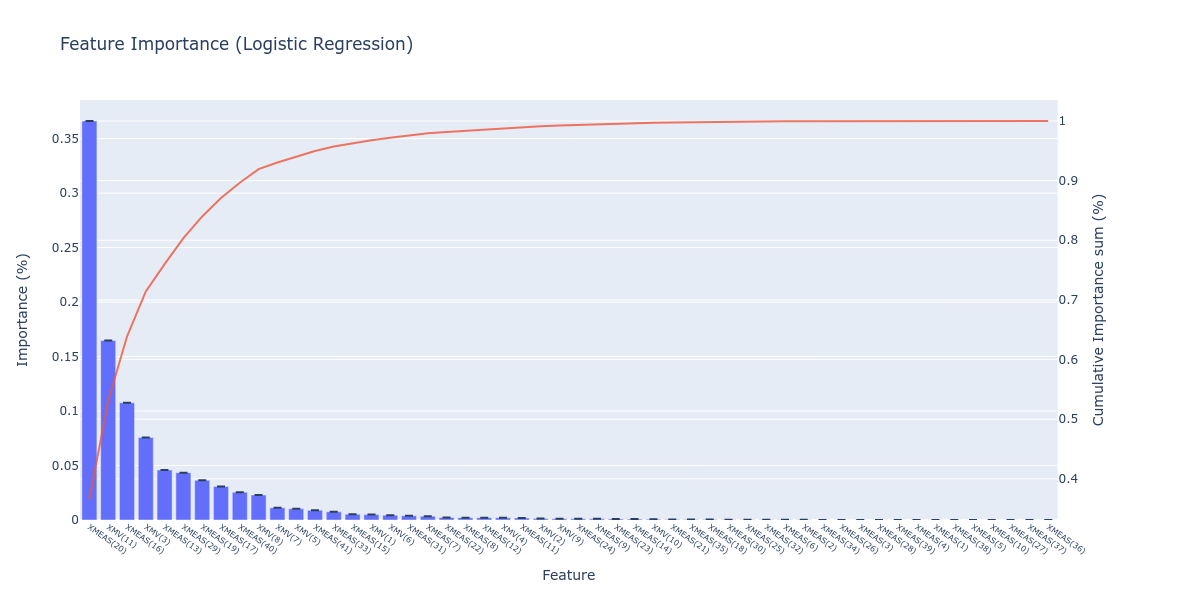 Feature Importance (Logistic Regression)
Importance (%)
0.35
0.3
0.25
0.2
0.15
0.1
0.05
0
1
0.9
0.8
0.7
0.6
0.5
0.4
Cumulative Importance sum (%)
XMEAS(20)
XMV(11)
XMEAS(16)
XMV(3)
XMEAS(13)
XMEAS(29)
XMEAS(19)
XMEAS(17)
XMEAS(40)
XMV(8)
XMV(7)
XMV(5)
XMEAS(41)
XMEAS(33)
XMEAS(15)
XMV(1)
XMV(6)
XMEAS(31)
XMEAS(7)
XMEAS(22)
XMEAS(8)
XMEAS(12)
XMV(4)
XMEAS(11)
XMV(2)
XMV(9)
XMEAS(24)
XMEAS(9)
XMEAS(23)
XMEAS(14)
XMV(10)
XMEAS(21)
XMEAS(35)
XMEAS(18)
XMEAS(30)
XMEAS(25)
XMEAS(32)
XMEAS(6)
XMEAS(2)
XMEAS(34)
XMEAS(26)
XMEAS(3)
XMEAS(28)
XMEAS(39)
XMEAS(4)
XMEAS(1)
XMEAS(38)
XMEAS(5)
XMEAS(10)
XMEAS(27)
XMEAS(37)
XMEAS(36)
Feature